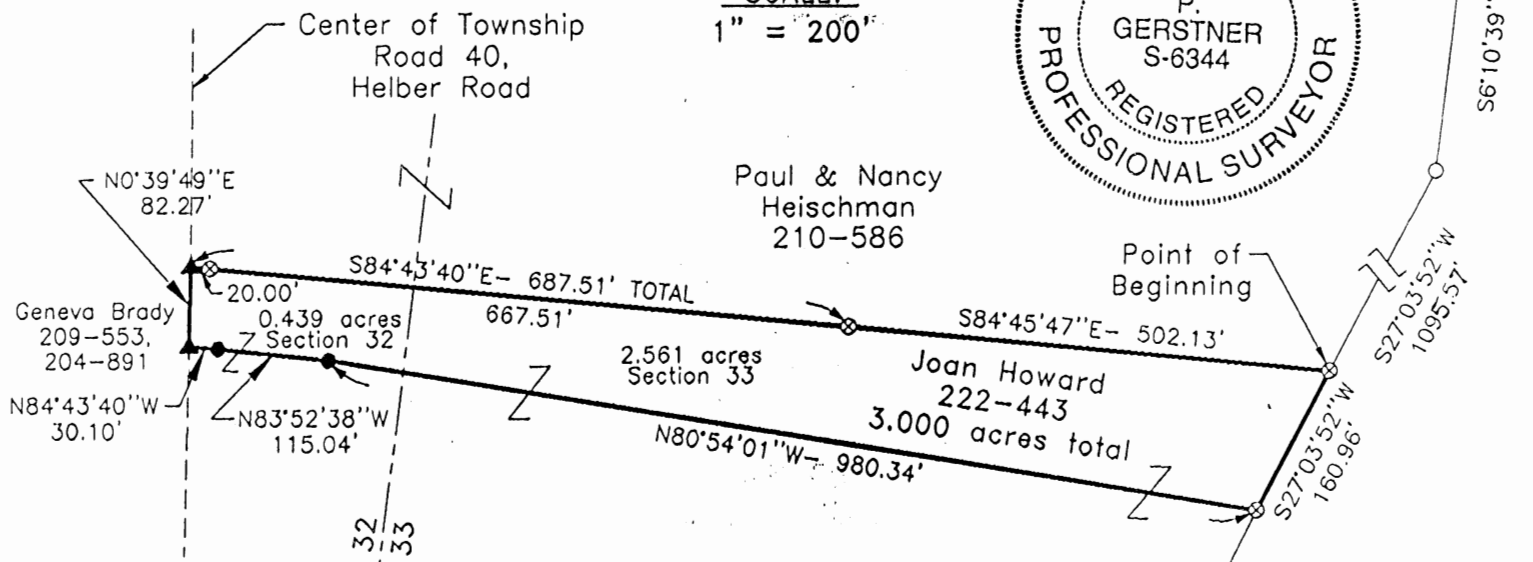 Center of Township
Road 40,
Helber Road
1" = 200'
P.
GERSTNER
S-6344
REGISTERED
PROFESSIONAL SURVEYOR
S6°10'39"
N0°39'49"E
82.27'
Paul & Nancy
Heischman
210-586
Point of
Beginning
S27°03'52"W
1095.57'
S84°43'40"E- 687.51' TOTAL
667.51'
20.00'
Geneva Brady
209-553,
204-891
0.439 acres
Section 32
S84°45'47"E- 502.13'
2.561 acres
Section 33
Joan Howard
222-443
3.000 acres total
N84°43'40"W
30.10'
N83°52'38"W
115.04'
N80°54'01"W- 980.34'
S27°03'52"W
160.96'
32
33